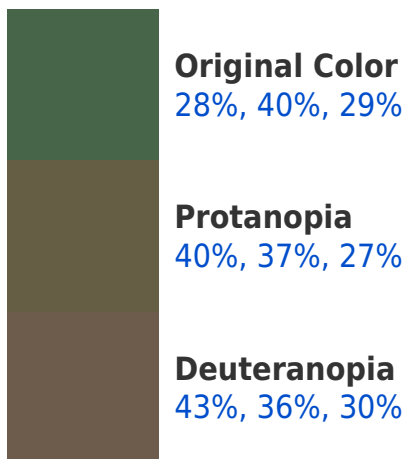 Original Color
28%, 40%, 29%
Protanopia
40%, 37%, 27%
Deuteranopia
43%, 36%, 30%